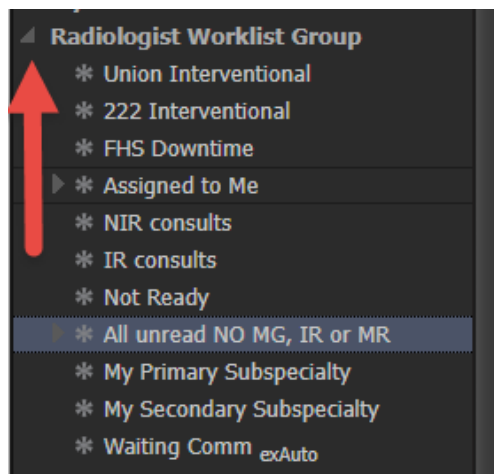 Radiologist Worklist Group
* Union Interventional
* 222 Interventional
* FHS Downtime
* Assigned to Me
* NIR consults
* IR consults
* Not Ready
* All unread NO MG, IR or MR
* My Primary Subspecialty
* My Secondary Subspecialty
* Waiting Comm exAuto